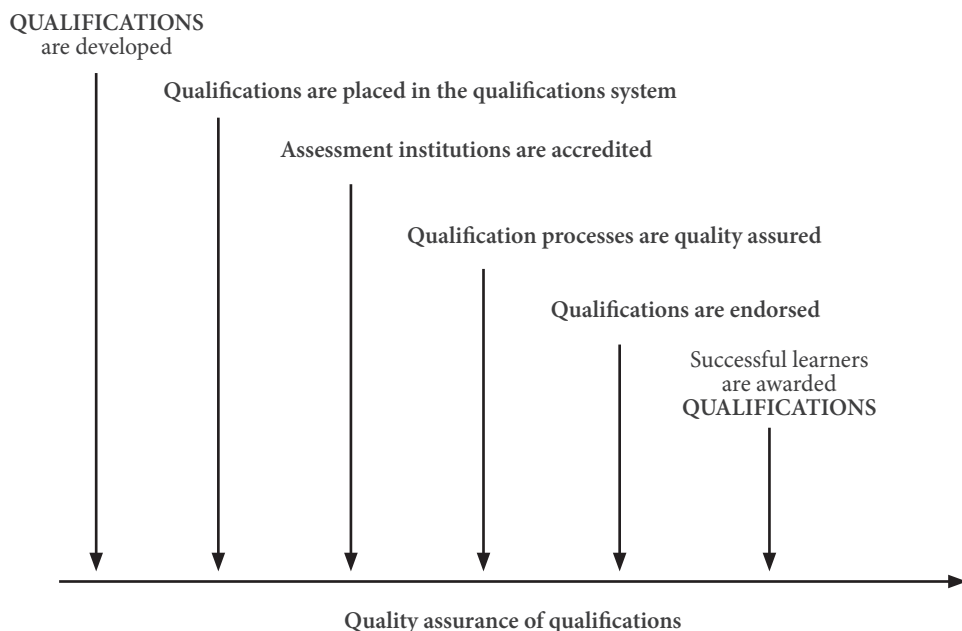 QUALIFICATIONS
are developed
Qualifications are placed in the qualifications system
Assessment institutions are accredited
Qualification processes are quality assured
Qualifications are endorsed
Successful learners
are awarded
QUALIFICATIONS
Quality assurance of qualifications